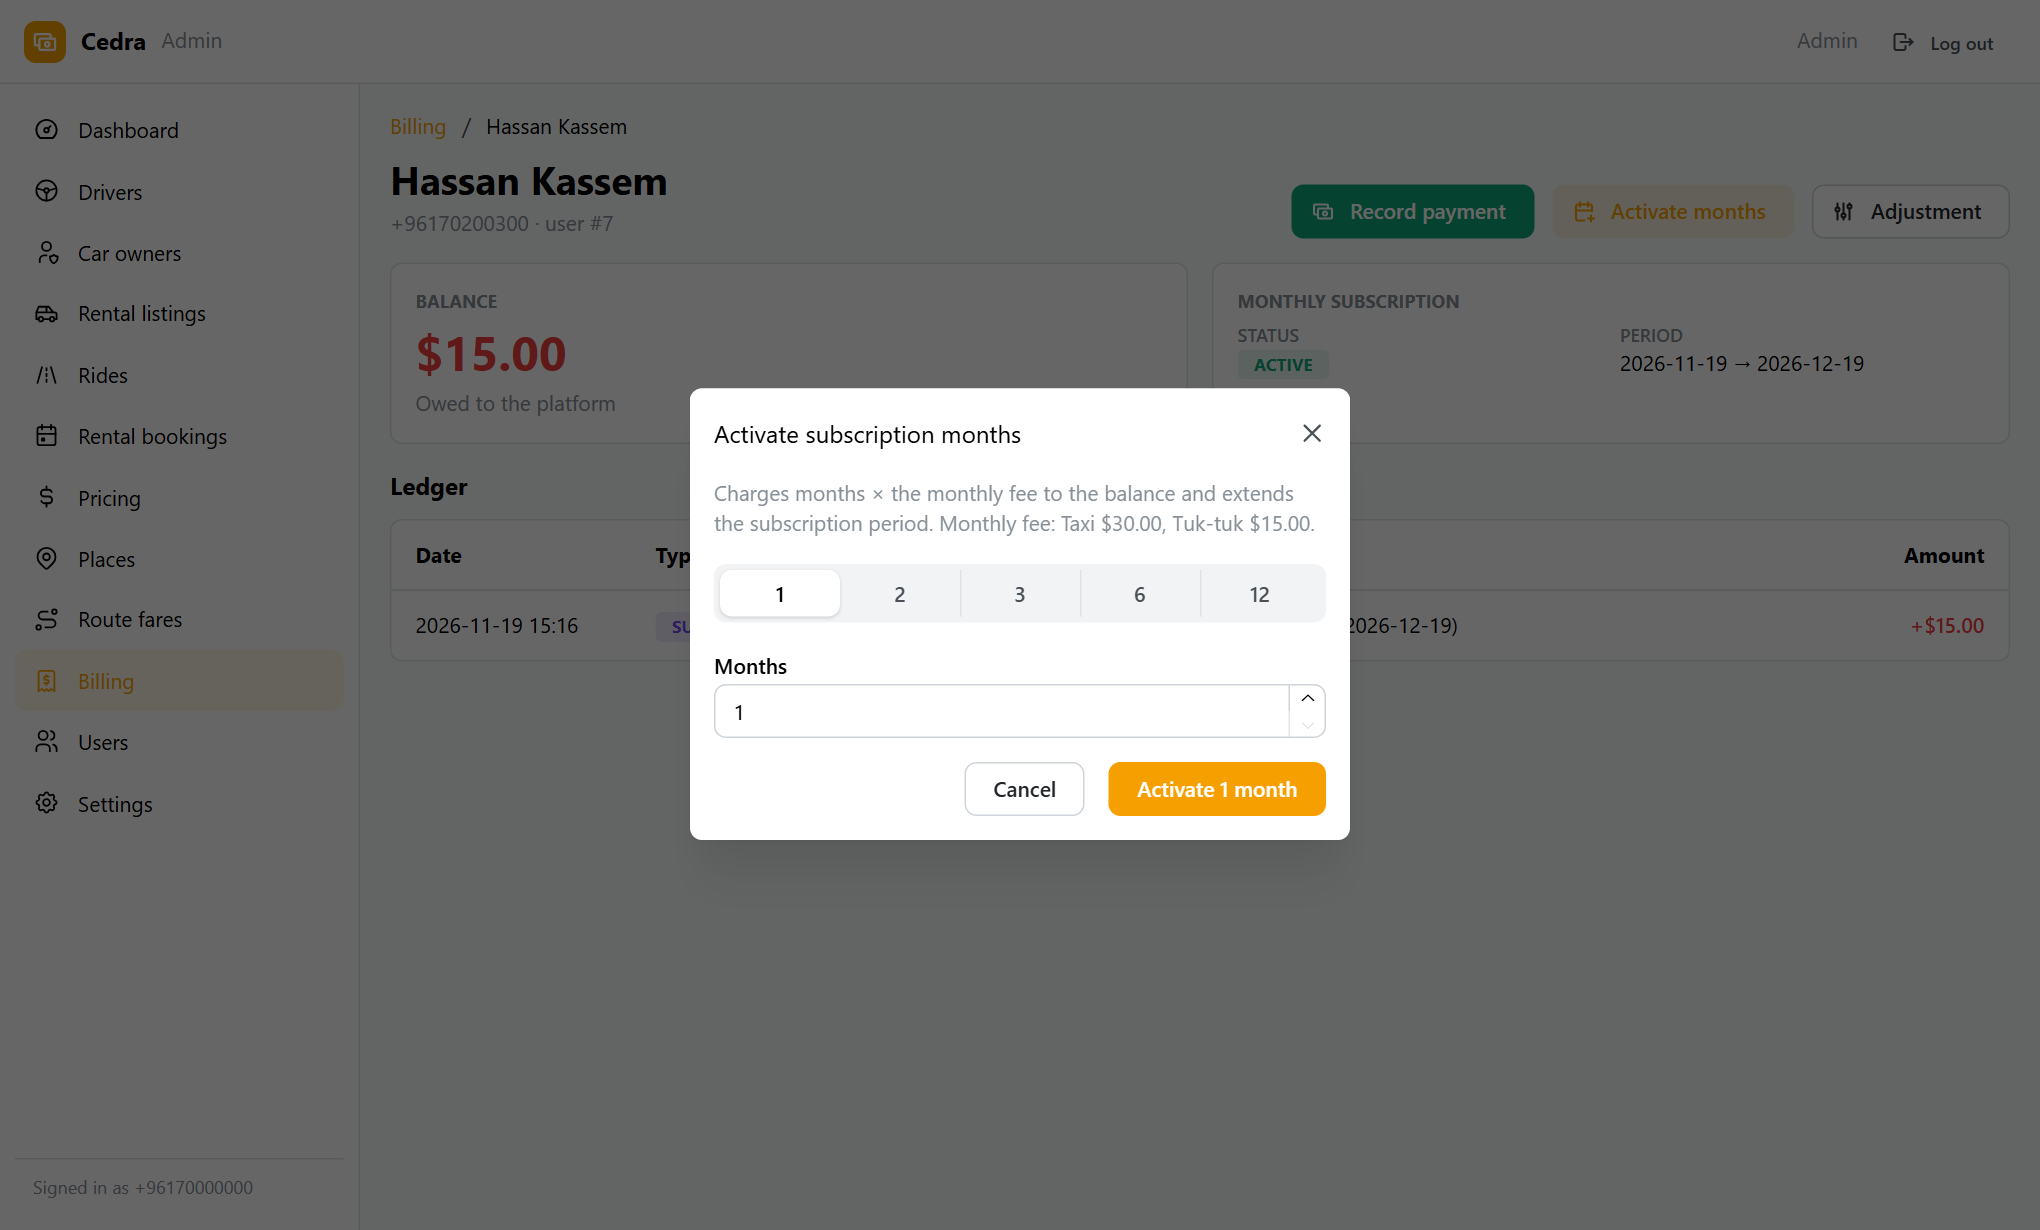 Cedra Admin
Admin Log out
Dashboard
Drivers
Car owners
Rental listings
Rides
Rental bookings
Pricing
Places
Route fares
Billing
Users
Settings
Signed in as +96170000000
Billing / Hassan Kassem
Hassan Kassem
+96170200300 · user #7
Record payment
Activate months
Adjustment
BALANCE
$15.00
Owed to the platform
MONTHLY SUBSCRIPTION
STATUS
ACTIVE
PERIOD
2026-11-19 → 2026-12-19
Ledger
Date Amount
2026-11-19 15:16 2026-12-19) +$15.00
Activate subscription months
Charges months × the monthly fee to the balance and extends
the subscription period. Monthly fee: Taxi $30.00, Tuk-tuk $15.00.
1 2 3 6 12
Months
1
Cancel
Activate 1 month